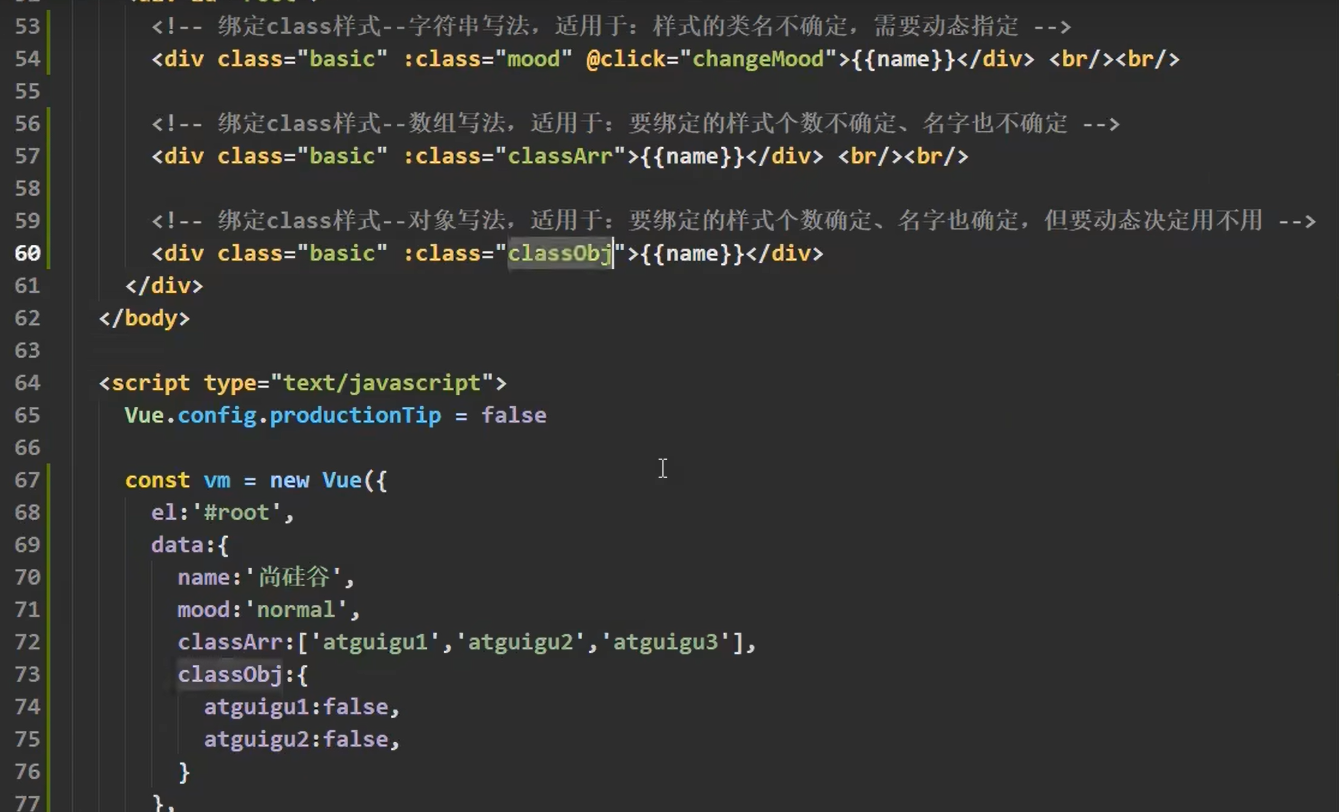 53 <!-- 绑定class样式--字符串写法，适用于：样式的类名不确定，需要动态指定 -->
54 <div class="basic" :class="mood" @click="changeMood">{{name}}</div> <br/><br/>
55
56 <!-- 绑定class样式--数组写法，适用于：要绑定的样式个数不确定、名字也不确定 -->
57 <div class="basic" :class="classArr">{{name}}</div> <br/><br/>
58
59 <!-- 绑定class样式--对象写法，适用于：要绑定的样式个数确定、名字也确定，但要动态决定用不用 -->
60 <div class="basic" :class="classObj">{{name}}</div>
61 </div>
62 </body>
63
64 <script type="text/javascript">
65 Vue.config.productionTip = false
66
67 const vm = new Vue({
68 el:'#root',
69 data:{
70 name:'尚硅谷',
71 mood:'normal',
72 classArr:['atguigu1','atguigu2','atguigu3'],
73 classObj:{
74 atguigu1:false,
75 atguigu2:false,
76 }
77 },